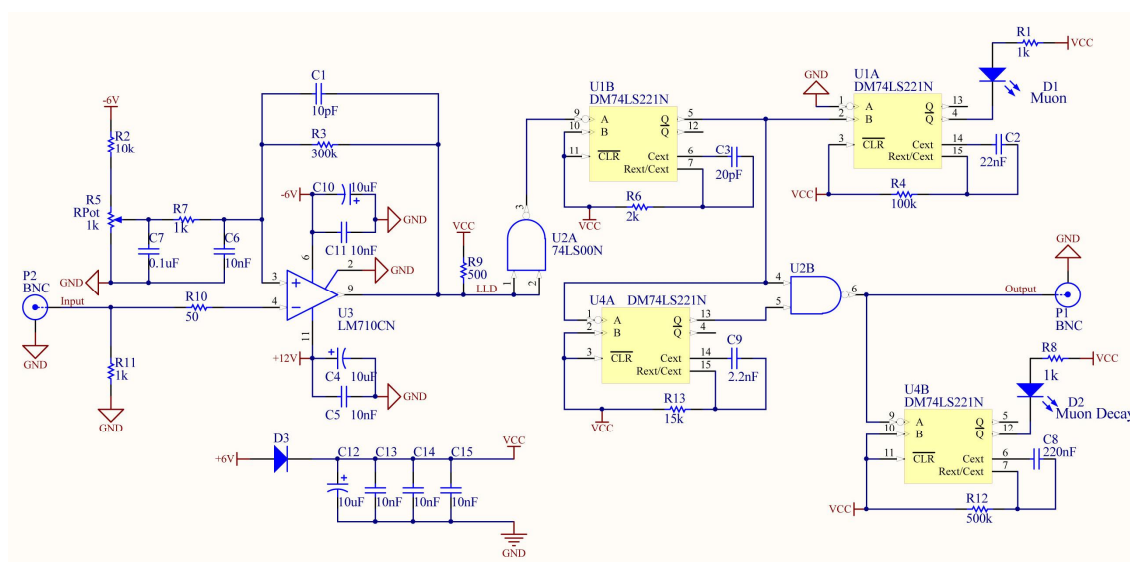 -6V
R2
10k
R5
RPot
1k
R7
1k
C7
0.1uF
C6
10nF
GND
C1
10pF
R3
300k
C10
10uF
+
-6V
C11
10nF
GND
6
2
GND
3
+
4
-
9
U3
LM710CN
11
P2
BNC
Input
GND
R10
50
R11
1k
GND
+12V
+
C4
10uF
C5
10nF
GND
VCC
R9
500
LLD
1
2
3
U2A
74LS00N
U1B
DM74LS221N
9
A
10
B
11
CLR
Q
5
Q
12
Cext
6
Rext/Cext
7
C3
20pF
R6
2k
VCC
GND
U1A
DM74LS221N
1
A
2
B
3
CLR
Q
13
Q
4
Cext
14
Rext/Cext
15
R1
1k
VCC
D1
Muon
C2
22nF
VCC
R4
100k
U2B
4
5
6
U4A
DM74LS221N
1
A
2
B
3
CLR
Q
13
Q
4
Cext
14
Rext/Cext
15
C9
2.2nF
R13
15k
VCC
GND
Output
P1
BNC
R8
1k
VCC
D2
Muon Decay
U4B
DM74LS221N
9
A
10
B
11
CLR
Q
5
Q
12
Cext
6
Rext/Cext
7
C8
220nF
VCC
R12
500k
+6V
D3
C12
C13
C14
C15
VCC
+
10uF
10nF
10nF
10nF
GND